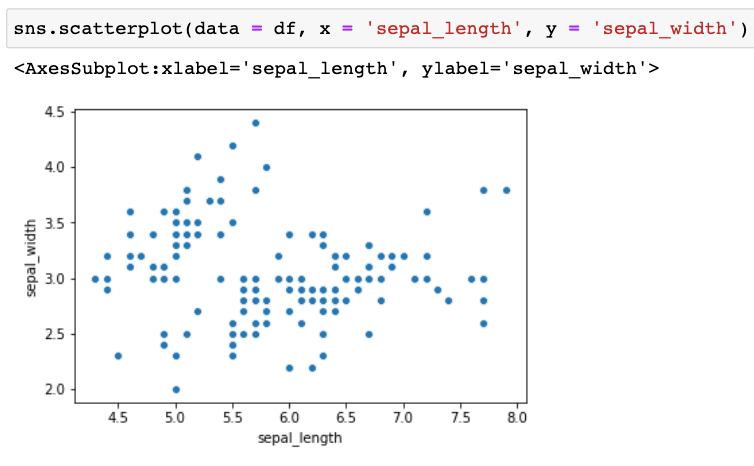 sns.scatterplot(data = df, x = 'sepal_length', y = 'sepal_width')
<AxesSubplot:xlabel='sepal_length', ylabel='sepal_width'>
4.5
4.0
3.5
3.0
2.5
2.0
sepal_width
4.5 5.0 5.5 6.0 6.5 7.0 7.5 8.0
sepal_length